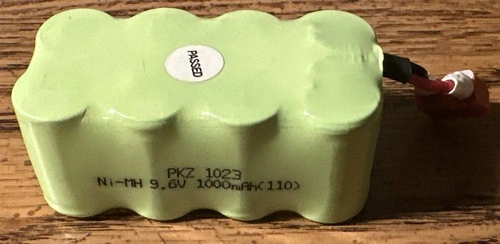 PASSED
PKZ 1023
Ni-MH 9.6V 1000mAh(110)